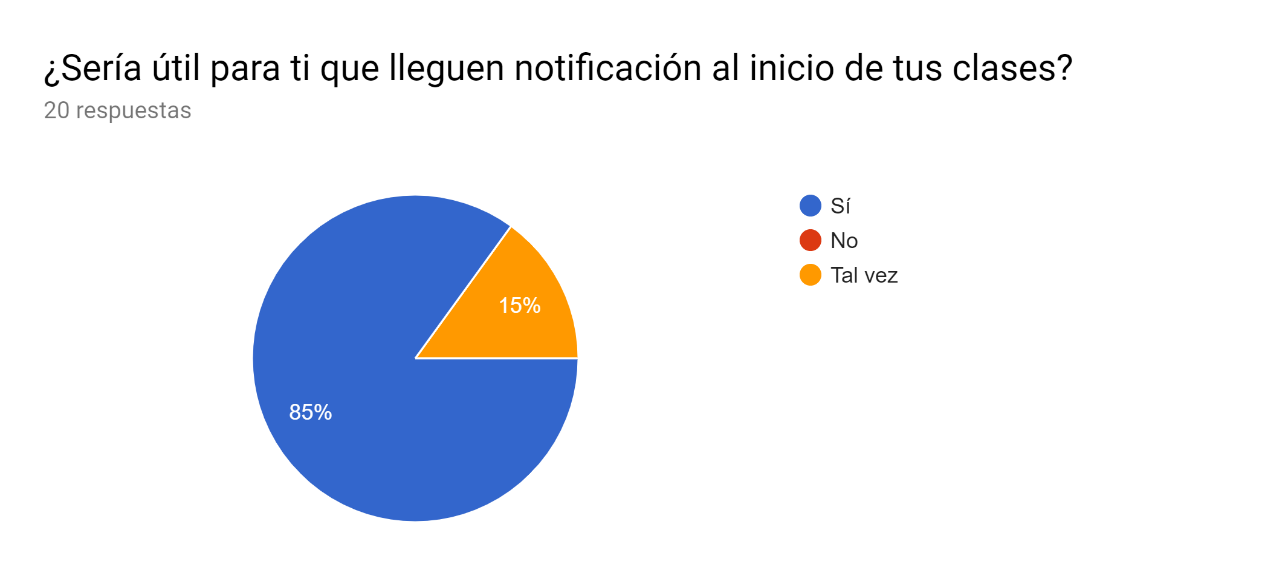 ¿Sería útil para ti que lleguen notificación al inicio de tus clases?
20 respuestas
Sí
No
Tal vez
15%
85%